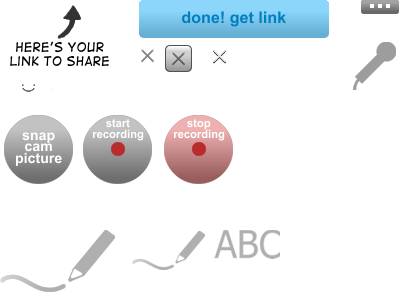 done! get link
HERE'S YOUR
LINK TO SHARE
snap
cam
picture
start
recording
stop
recording
ABC